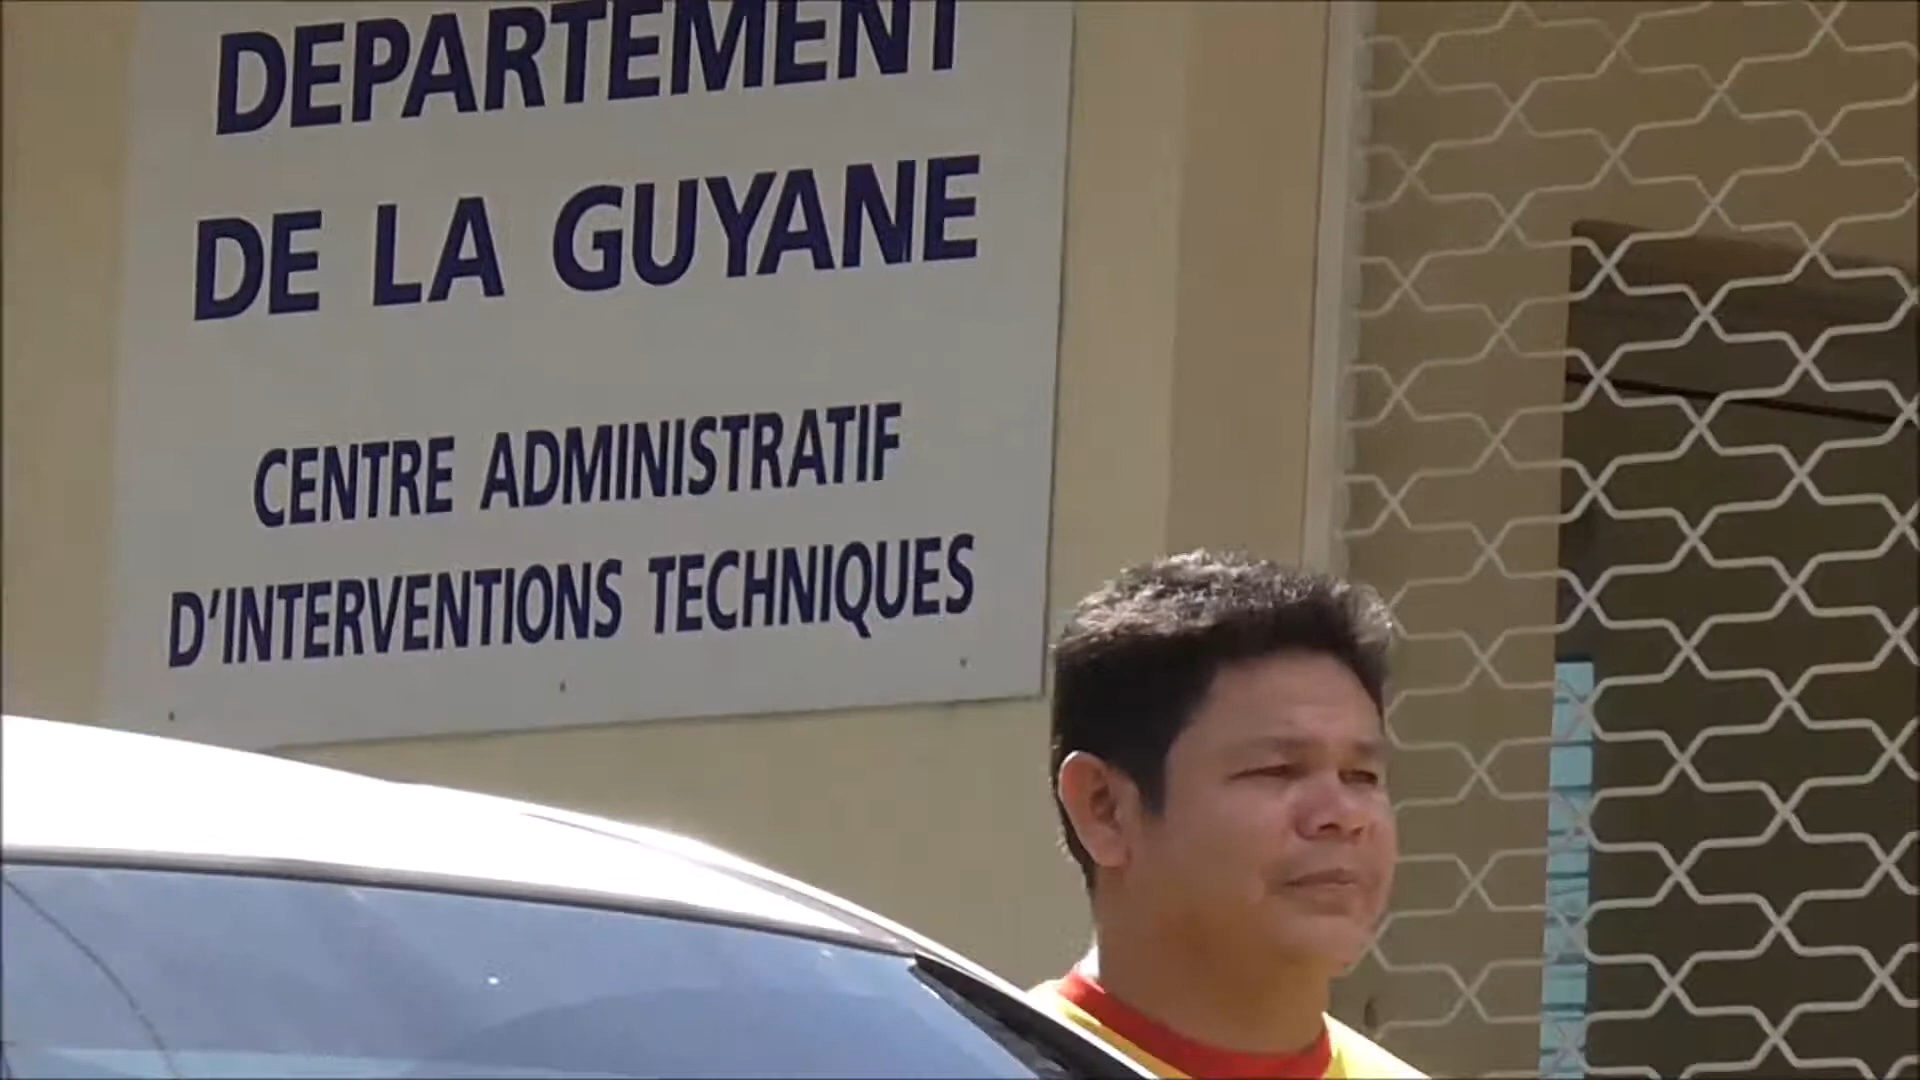 DEPARTEMENT
DE LA GUYANE
CENTRE ADMINISTRATIF
D'INTERVENTIONS TECHNIQUES